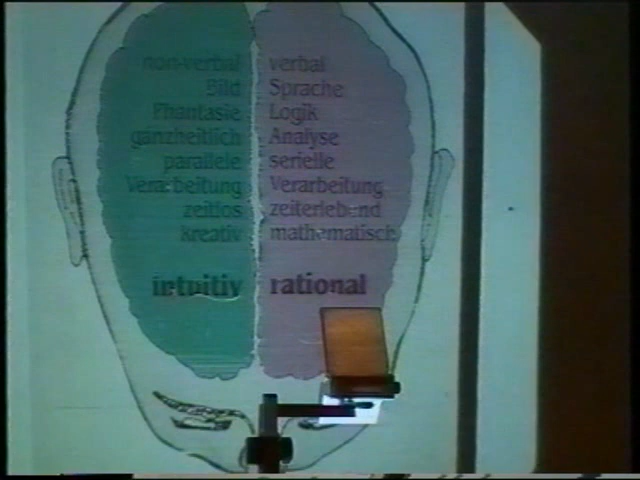 non-verbal
Bild
Phantasie
ganzheitlich
parallele
Verarbeitung
zeitlos
kreativ
intuitiv
verbal
Sprache
Logik
Analyse
serielle
Verarbeitung
zeiterlebend
mathematisch
rational